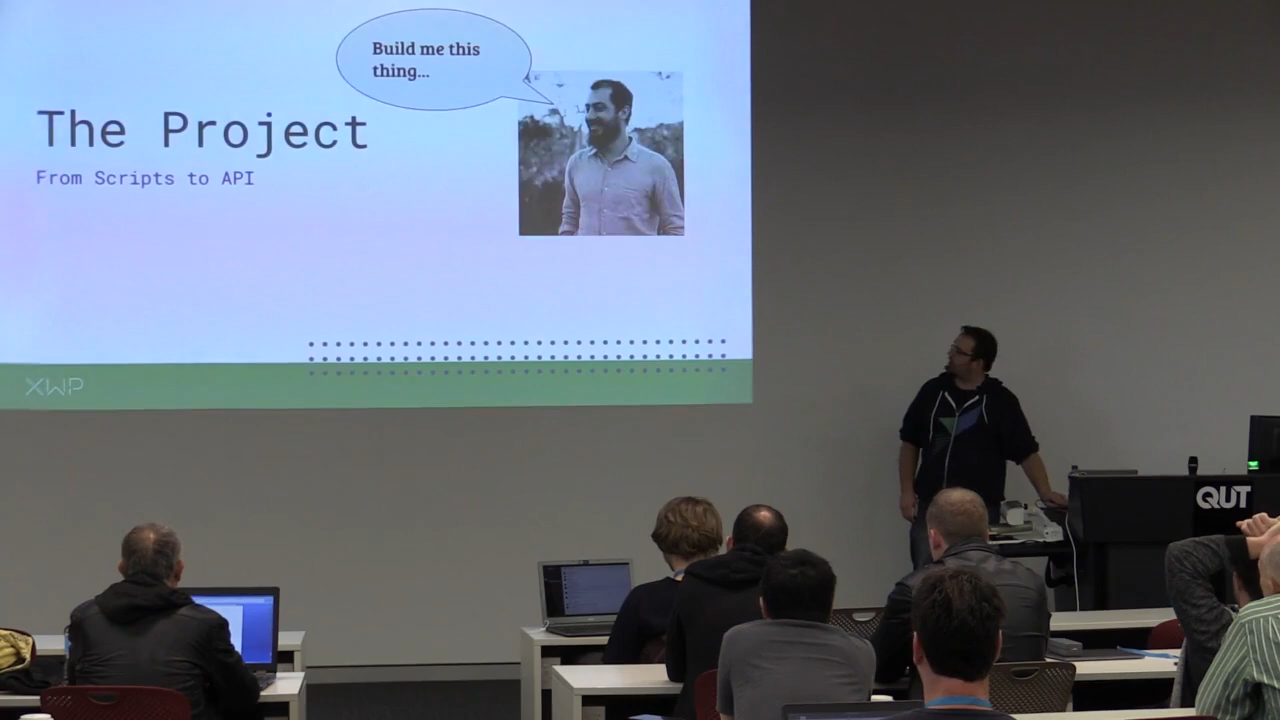 Build me this
thing...
The Project
From Scripts to API
XWP
QUT